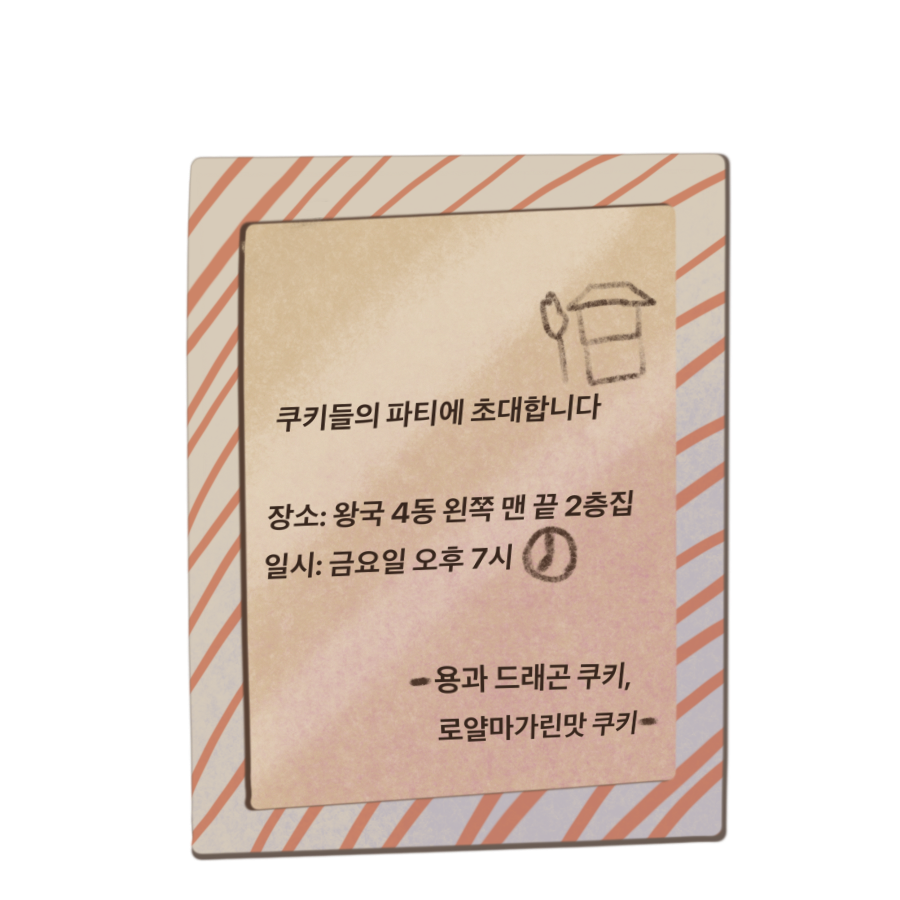 쿠키들의 파티에 초대합니다
장소: 왕국 4동 왼쪽 맨 끝 2층집
일시: 금요일 오후 7시
-용과 드래곤 쿠키,
로얄마가린맛 쿠키-